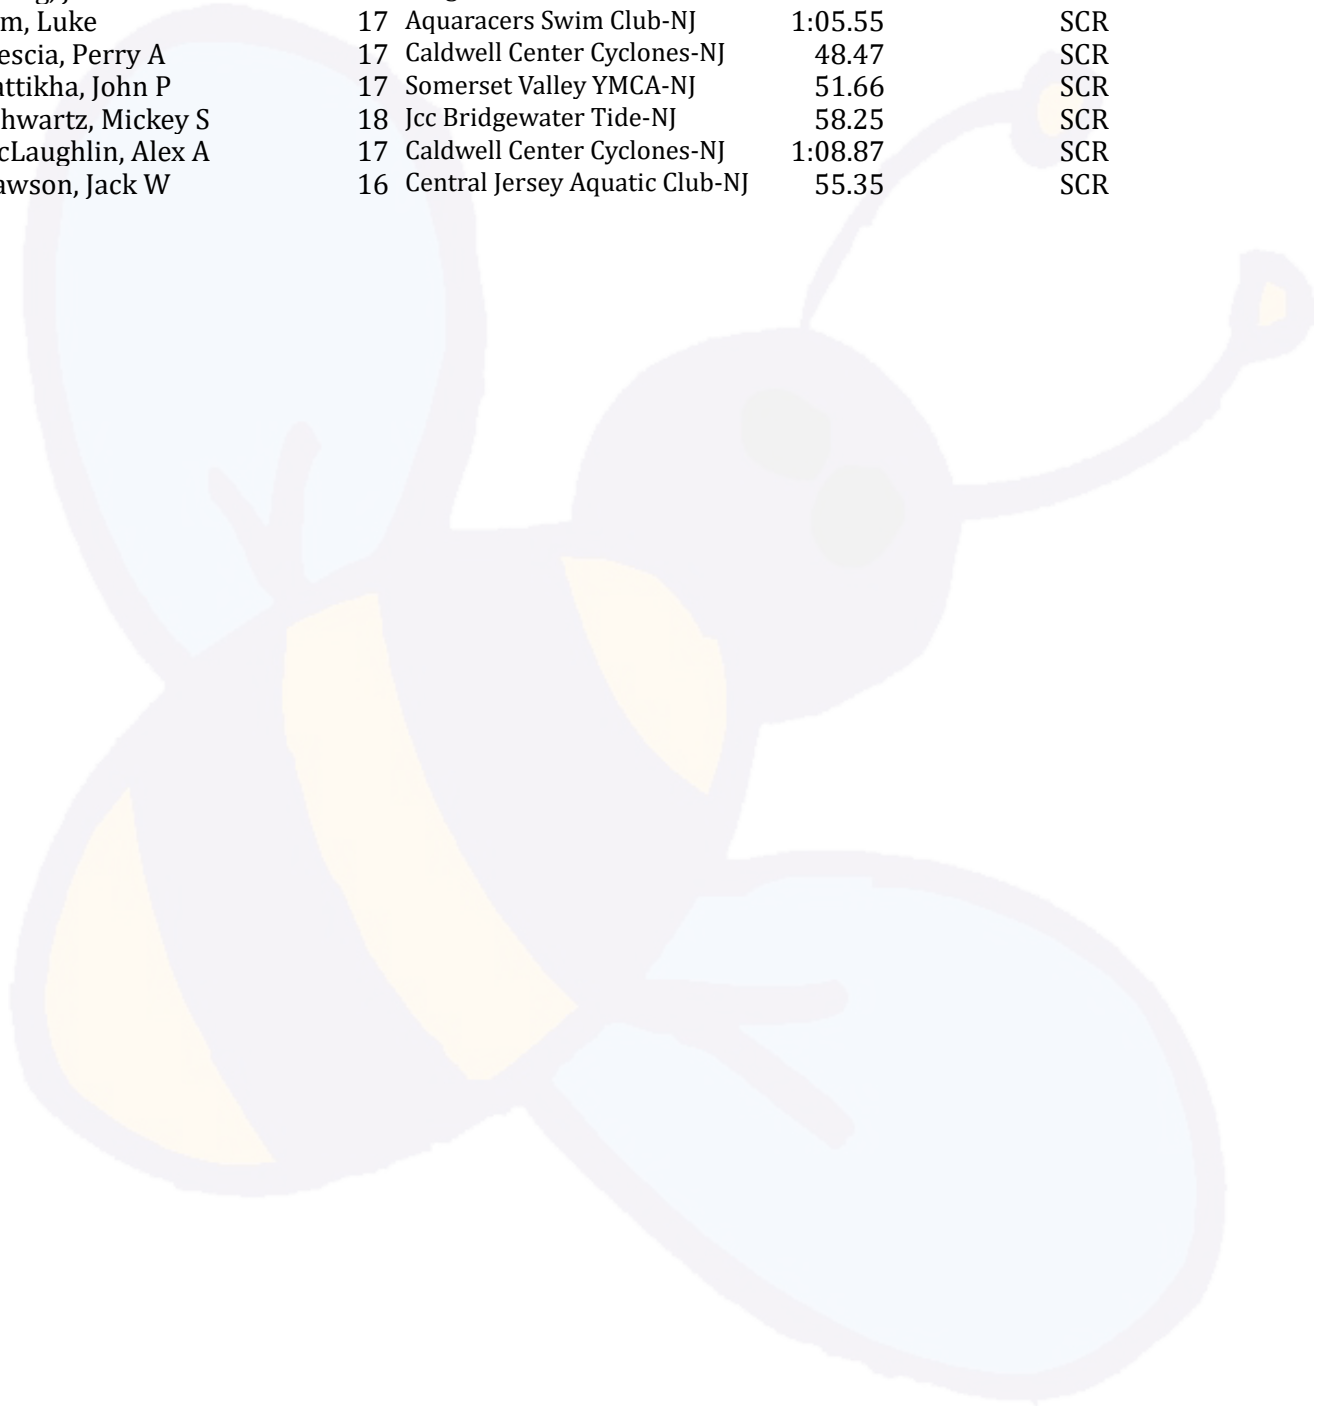 m, Luke 17 Aquaracers Swim Club-NJ 1:05.55 SCR
escia, Perry A 17 Caldwell Center Cyclones-NJ 48.47 SCR
attikha, John P 17 Somerset Valley YMCA-NJ 51.66 SCR
hwartz, Mickey S 18 Jcc Bridgewater Tide-NJ 58.25 SCR
cLaughlin, Alex A 17 Caldwell Center Cyclones-NJ 1:08.87 SCR
awson, Jack W 16 Central Jersey Aquatic Club-NJ 55.35 SCR